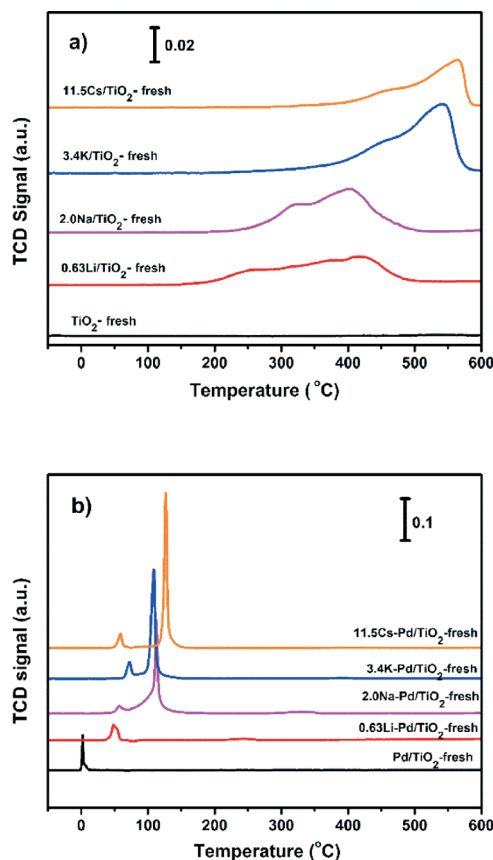 a)
0.02
11.5Cs/TiO₂- fresh
3.4K/TiO₂- fresh
2.0Na/TiO₂- fresh
0.63Li/TiO₂- fresh
TiO₂- fresh
TCD Signal (a.u.)
0 100 200 300 400 500 600
Temperature (°C)
b)
0.1
11.5Cs-Pd/TiO₂-fresh
3.4K-Pd/TiO₂-fresh
2.0Na-Pd/TiO₂-fresh
0.63Li-Pd/TiO₂-fresh
Pd/TiO₂-fresh
TCD signal (a.u.)
0 100 200 300 400 500 600
Temperature (°C)